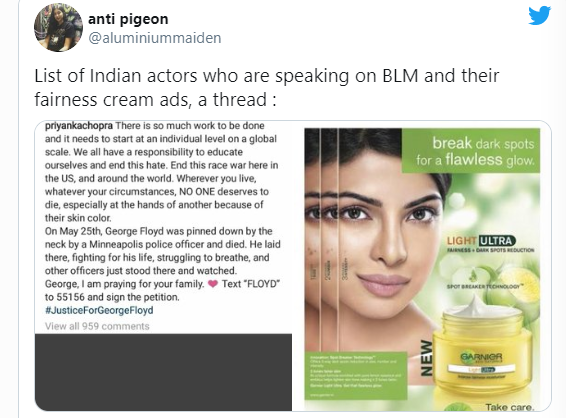 anti pigeon
@aluminiummaiden
List of Indian actors who are speaking on BLM and their
fairness cream ads, a thread :
priyankachopra There is so much work to be done
and it needs to start at an individual level on a global
scale. We all have a responsibility to educate
ourselves and end this hate. End this race war here in
the US, and around the world. Wherever you live,
whatever your circumstances, NO ONE deserves to
die, especially at the hands of another because of
their skin color.
On May 25th, George Floyd was pinned down by the
neck by a Minneapolis police officer and died. He laid
there, fighting for his life, struggling to breathe, and
other officers just stood there and watched.
George, I am praying for your family. 💗 Text "FLOYD"
to 55156 and sign the petition.
#JusticeForGeorgeFloyd
View all 959 comments
break dark spots
for a flawless glow.
LIGHT ULTRA
FAIRNESS + DARK SPOTS REDUCTION
SPOT BREAKER TECHNOLOGY™
NEW
GARNIER
Light Ultra
Take care.